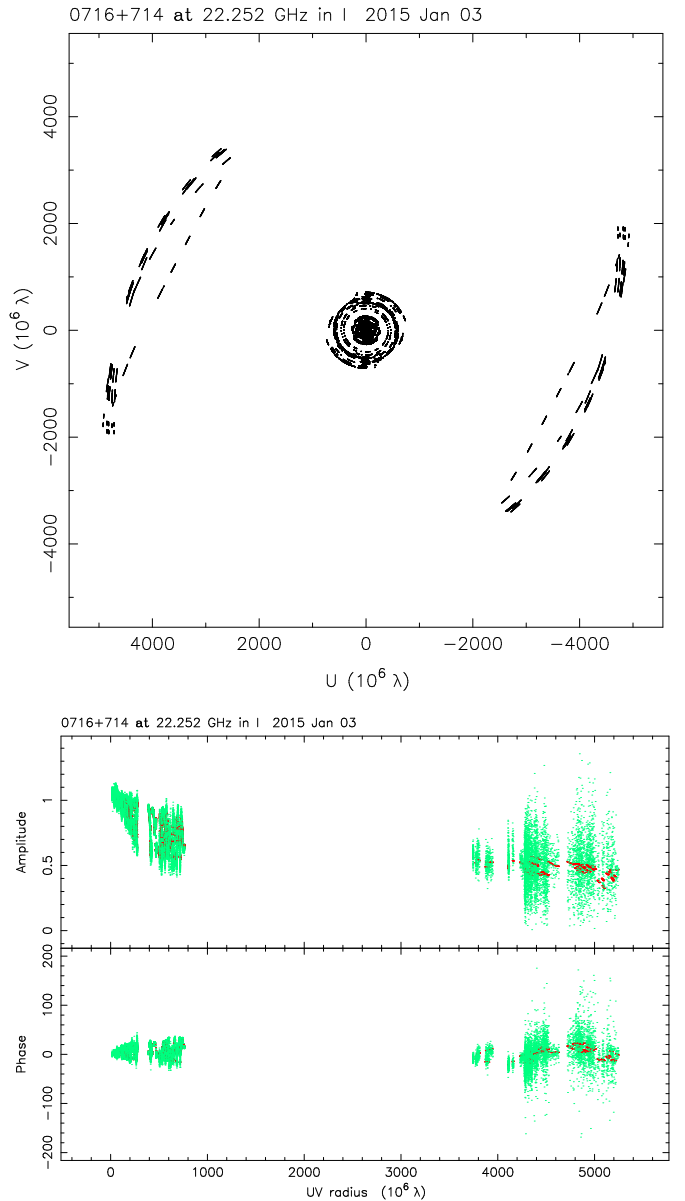 0716+714 at 22.252 GHz in I 2015 Jan 03
4000
2000
0
−2000
−4000
V (10⁶ λ)
4000 2000 0 −2000 −4000
U (10⁶ λ)
0716+714 at 22.252 GHz in I 2015 Jan 03
1
0.5
0
Amplitude
200
100
0
−100
−200
Phase
0 1000 2000 3000 4000 5000
UV radius (10⁶ λ)